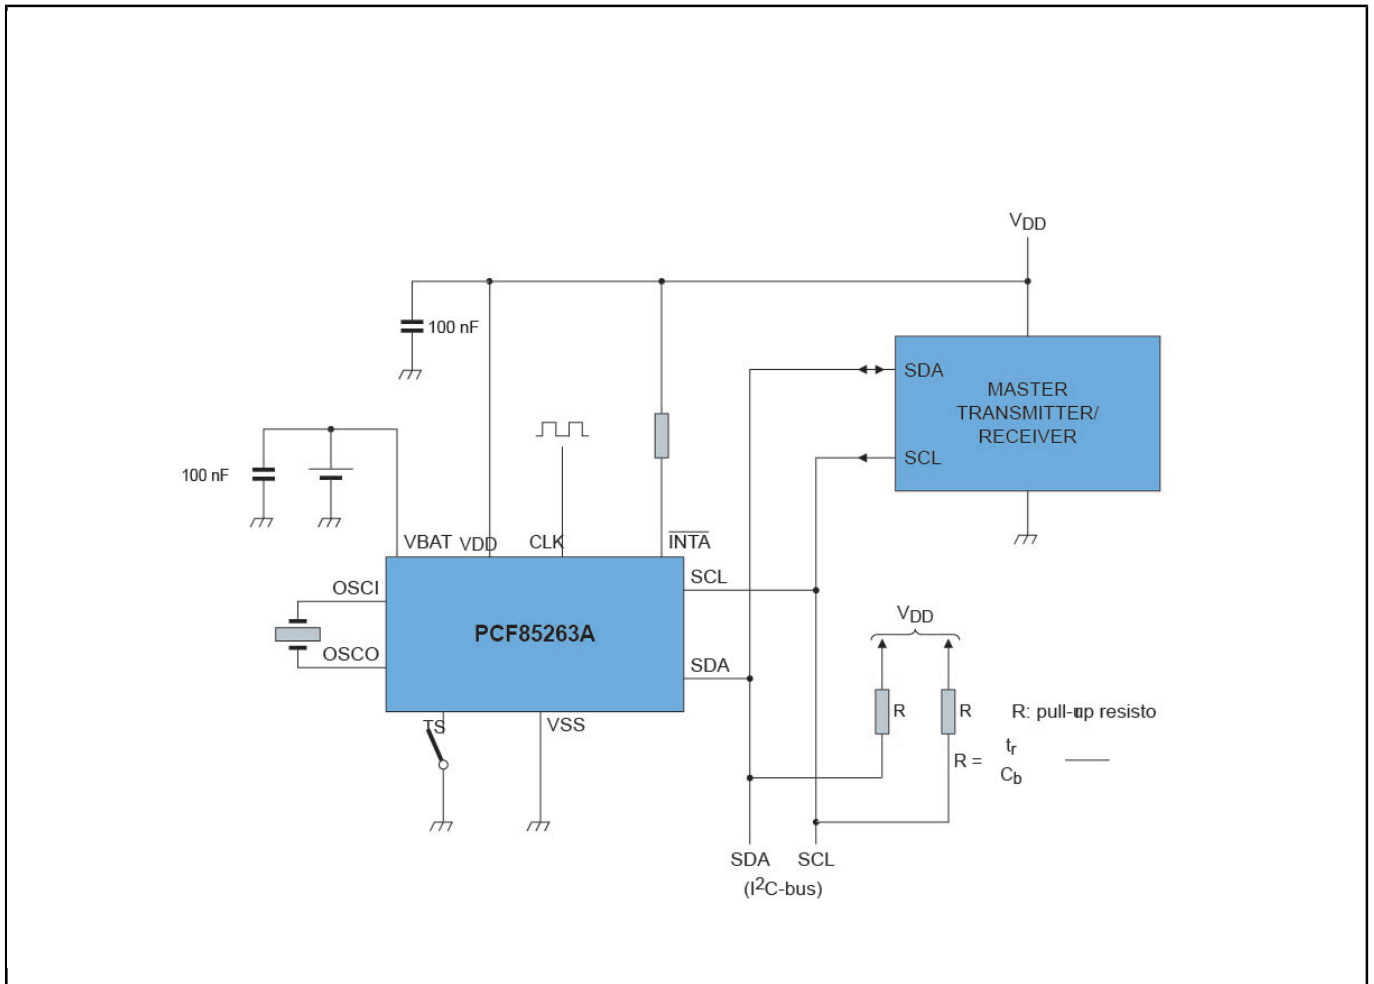 VDD
100 nF
SDA
MASTER
TRANSMITTER/
RECEIVER
SCL
100 nF
VBAT
VDD
CLK
INTA
OSCI
SCL
PCF85263A
OSCO
SDA
VDD
TS
VSS
R
R
R: pull-up resisto
R =
tr
Cb
SDA
SCL
(I2C-bus)